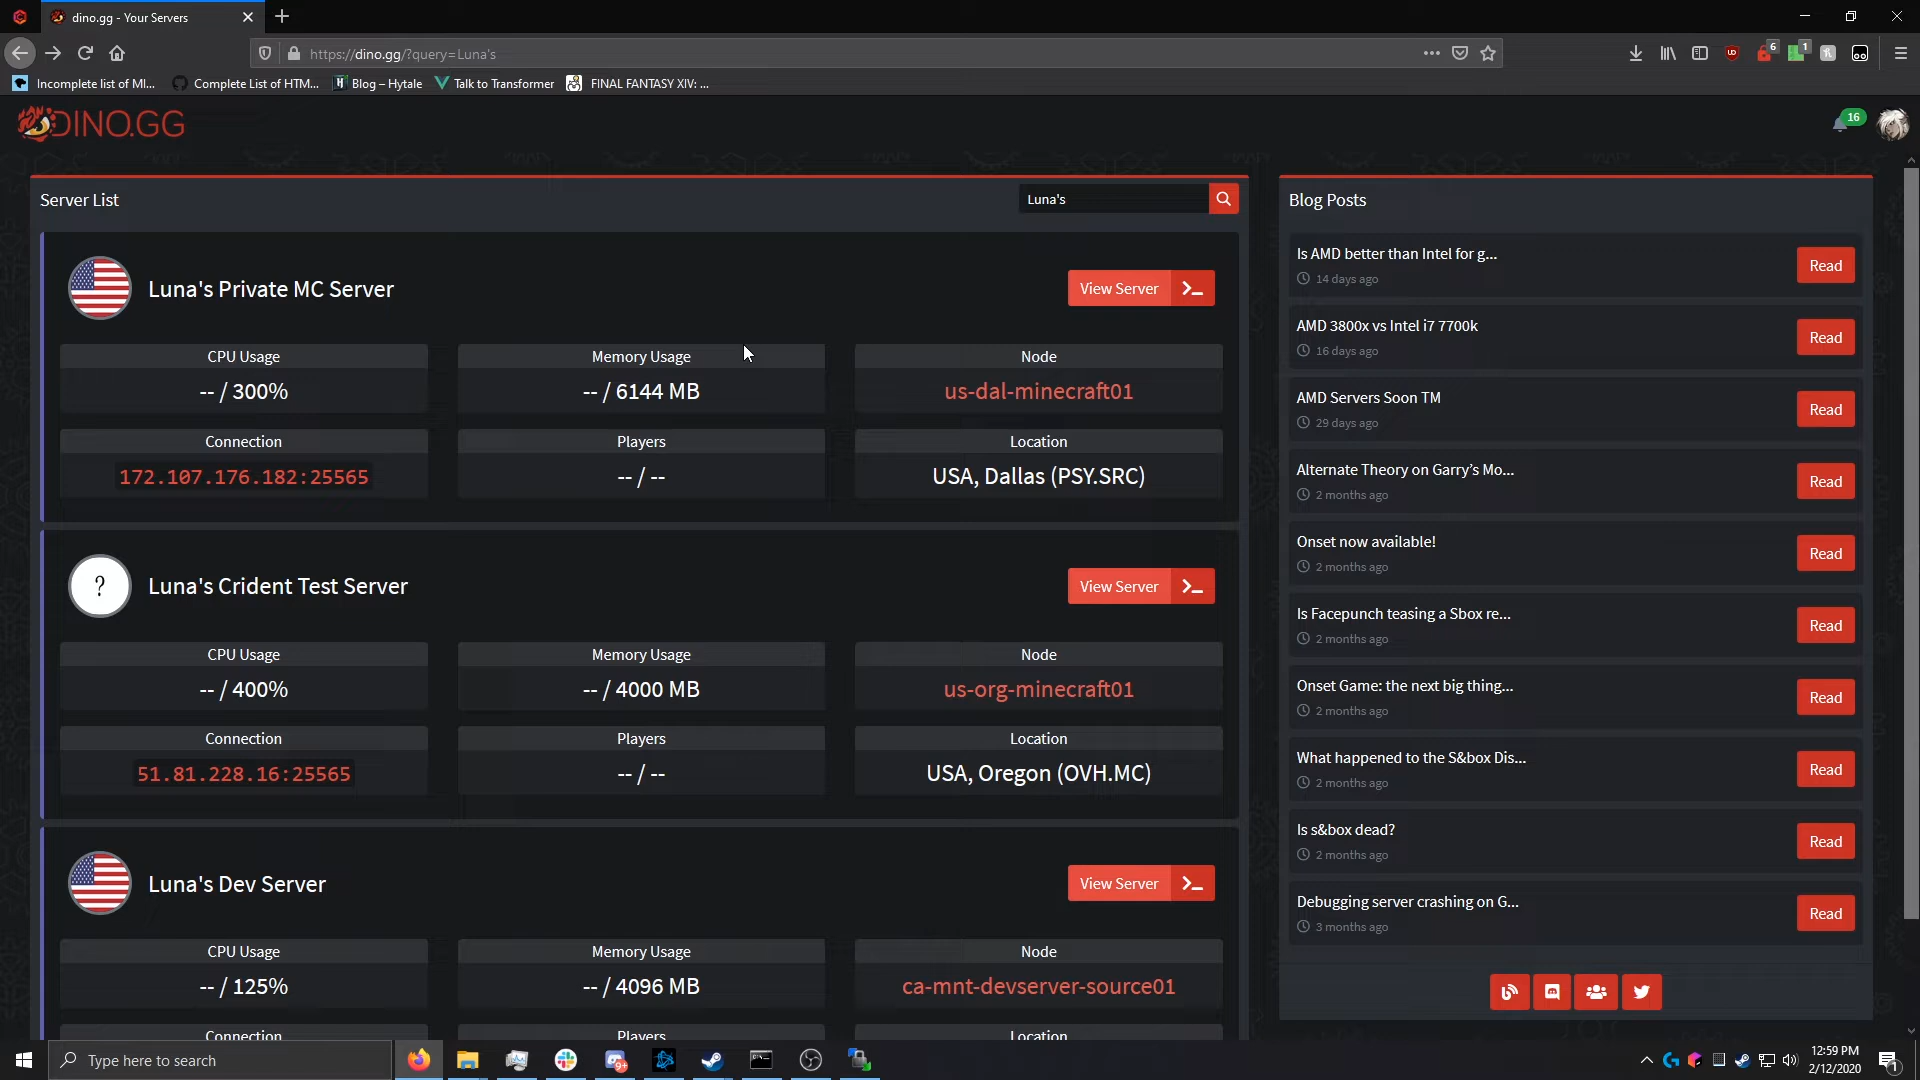 dino.gg - Your Servers
https://dino.gg/?query=Luna's
6
1
Incomplete list of MI...
Complete List of HTM...
Blog – Hytale
Talk to Transformer
FINAL FANTASY XIV: ...
DINO.GG
16
Server List
Luna's
Luna's Private MC Server
View Server
CPU Usage
Memory Usage
Node
-- / 300%
-- / 6144 MB
us-dal-minecraft01
Connection
Players
Location
172.107.176.182:25565
-- / --
USA, Dallas (PSY.SRC)
?
Luna's Crident Test Server
View Server
CPU Usage
Memory Usage
Node
-- / 400%
-- / 4000 MB
us-org-minecraft01
Connection
Players
Location
51.81.228.16:25565
-- / --
USA, Oregon (OVH.MC)
Luna's Dev Server
View Server
CPU Usage
Memory Usage
Node
-- / 125%
-- / 4096 MB
ca-mnt-devserver-source01
Connection
Players
Location
Blog Posts
Is AMD better than Intel for g...
14 days ago
Read
AMD 3800x vs Intel i7 7700k
16 days ago
Read
AMD Servers Soon TM
29 days ago
Read
Alternate Theory on Garry's Mo...
2 months ago
Read
Onset now available!
2 months ago
Read
Is Facepunch teasing a Sbox re...
2 months ago
Read
Onset Game: the next big thing...
2 months ago
Read
What happened to the S&box Dis...
2 months ago
Read
Is s&box dead?
2 months ago
Read
Debugging server crashing on G...
3 months ago
Read
Type here to search
9+
12:59 PM
2/12/2020
1